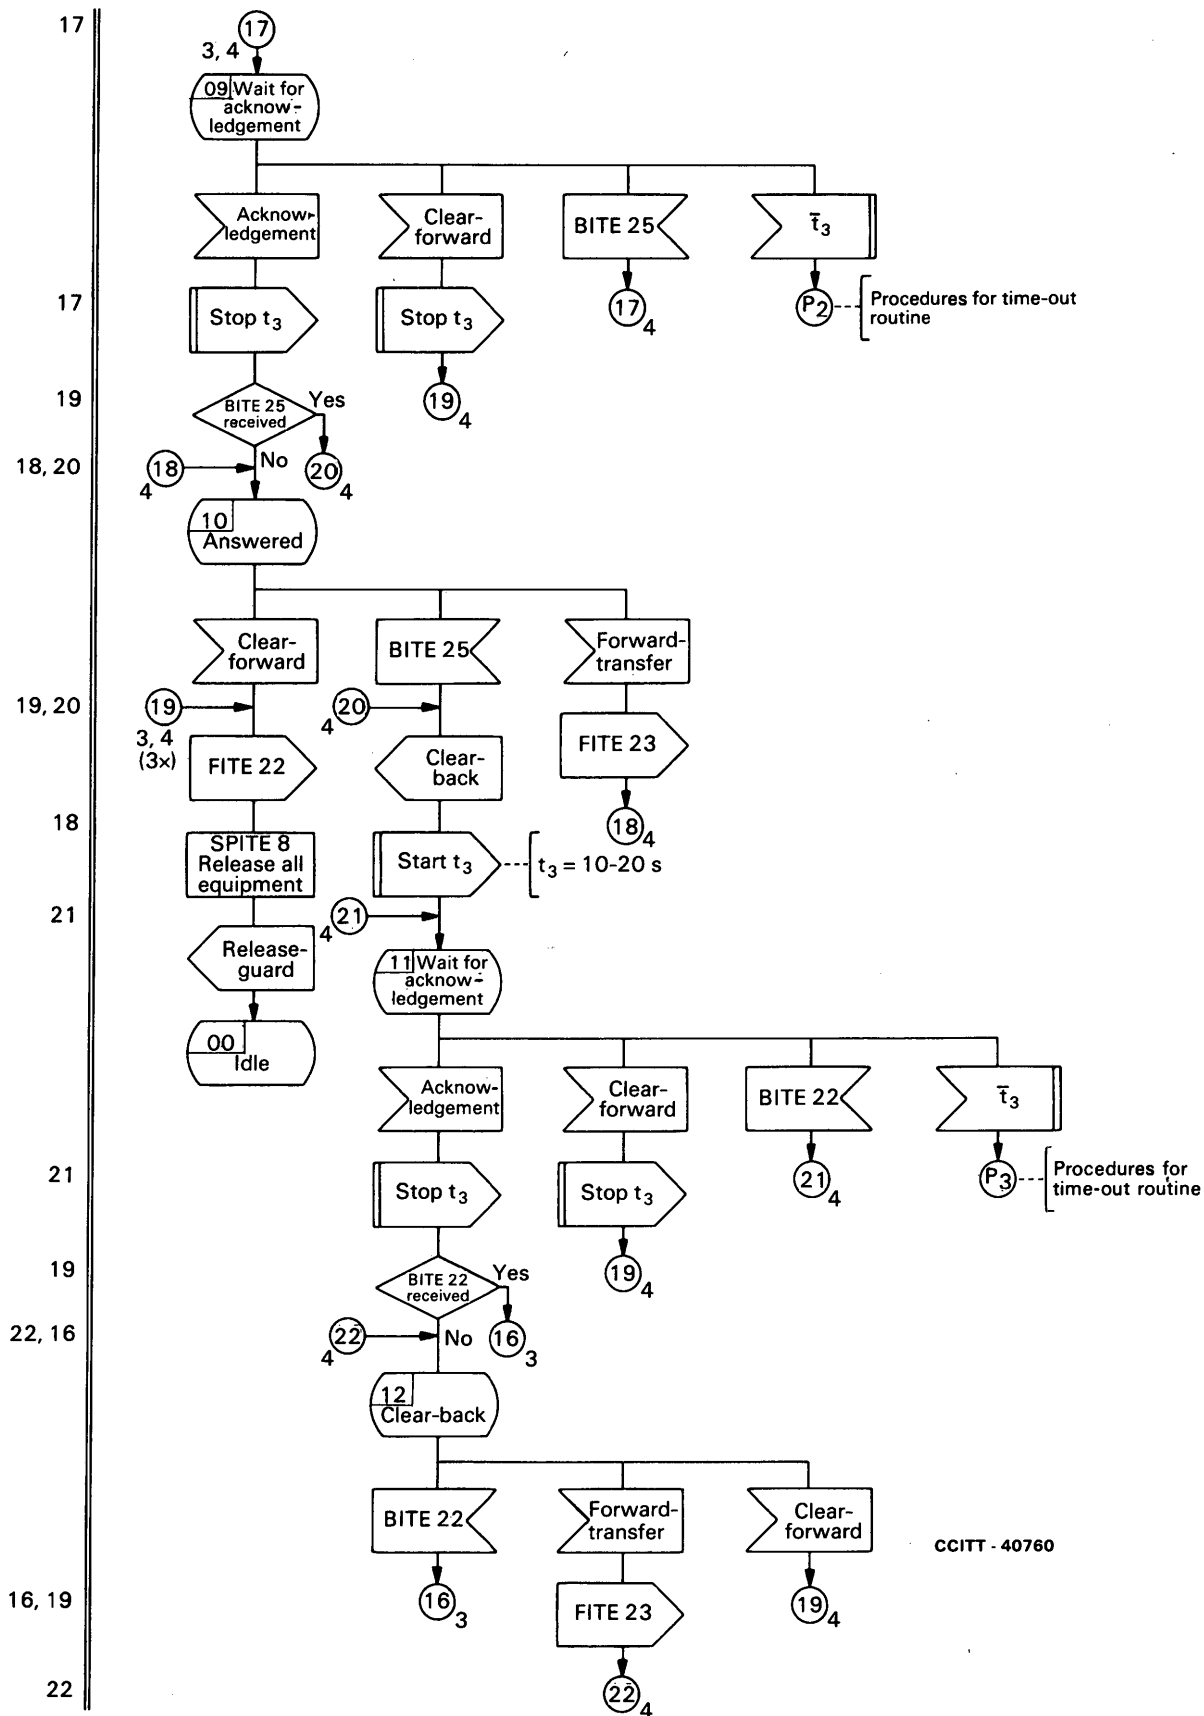 17
17
3, 4
09 Wait for
acknow-
ledgement
Acknow-
ledgement
Clear-
forward
BITE 25
t̄3
17
Stop t3
Stop t3
17
4
P2
Procedures for time-out
routine
19
BITE 25
received
Yes
19
4
18, 20
18
4
No
20
4
10
Answered
Clear-
forward
BITE 25
Forward-
transfer
19, 20
19
3, 4
(3x)
20
4
FITE 22
Clear-
back
FITE 23
18
18
4
SPITE 8
Release all
equipment
Start t3
t3 = 10-20 s
21
21
4
Release-
guard
11 Wait for
acknow-
ledgement
00
Idle
Acknow-
ledgement
Clear-
forward
BITE 22
t̄3
21
Stop t3
Stop t3
21
4
P3
Procedures for
time-out routine
19
BITE 22
received
Yes
19
4
22, 16
22
4
No
16
3
12
Clear-back
BITE 22
Forward-
transfer
Clear-
forward
CCITT - 40760
16, 19
16
3
FITE 23
19
4
22
22
4